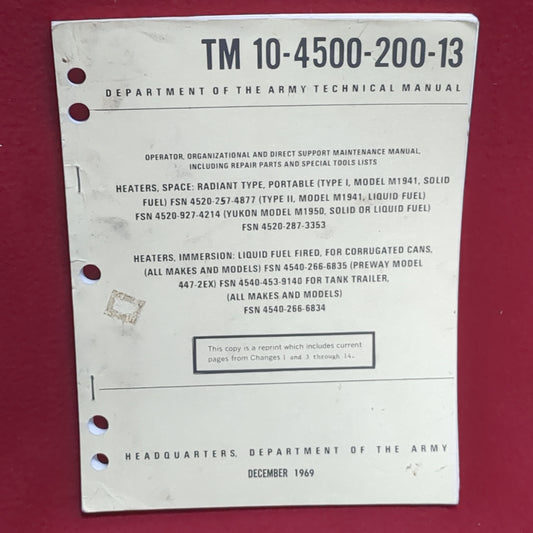 TM 10-4500-200-13
DEPARTMENT OF THE ARMY TECHNICAL MANUAL
OPERATOR, ORGANIZATIONAL AND DIRECT SUPPORT MAINTENANCE MANUAL,
INCLUDING REPAIR PARTS AND SPECIAL TOOLS LISTS
HEATERS, SPACE: RADIANT TYPE, PORTABLE (TYPE I, MODEL M1941, SOLID
FUEL) FSN 4520-257-4877 (TYPE II, MODEL M1941, LIQUID FUEL)
FSN 4520-927-4214 (YUKON MODEL M1950, SOLID OR LIQUID FUEL)
FSN 4520-287-3353
HEATERS, IMMERSION: LIQUID FUEL FIRED, FOR CORRUGATED CANS,
(ALL MAKES AND MODELS) FSN 4540-266-6835 (PREWAY MODEL
447-2EX) FSN 4540-453-9140 FOR TANK TRAILER,
(ALL MAKES AND MODELS)
FSN 4540-266-6834
This copy is a reprint which includes current
pages from Changes 1 and 3 through 14.
HEADQUARTERS, DEPARTMENT OF THE ARMY
DECEMBER 1969